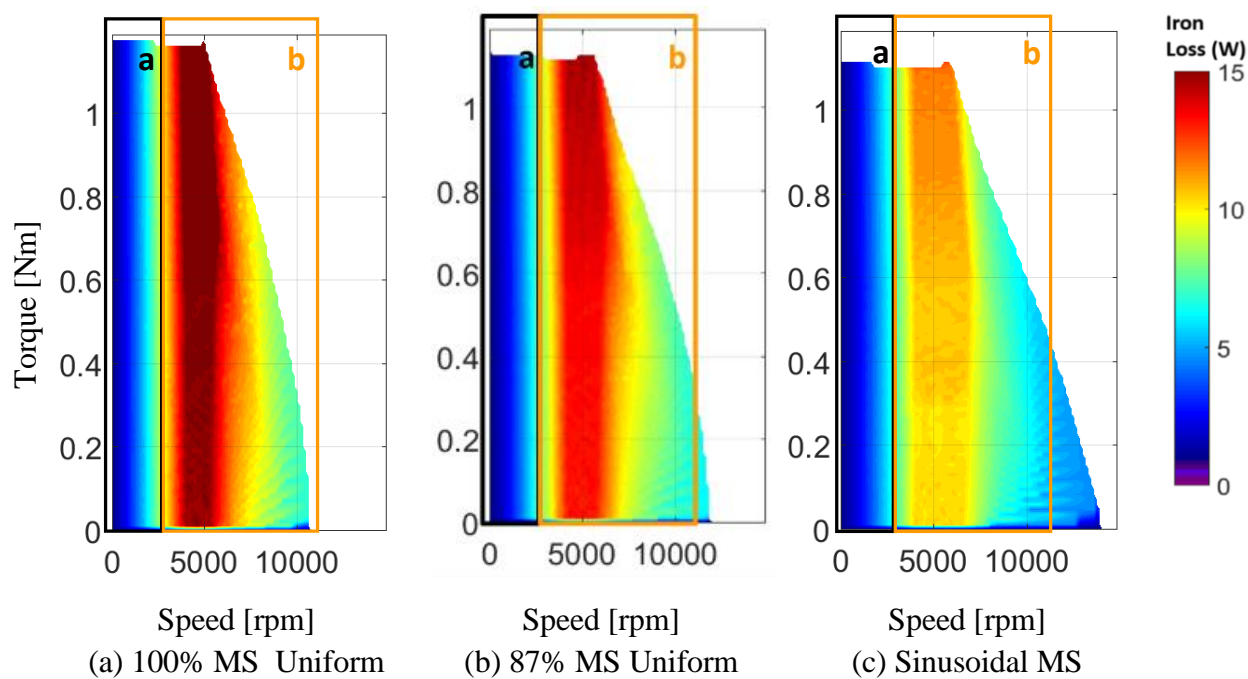 a b
a b
a b
Iron
Loss (W)
15
10
5
0
Torque [Nm]
1
0.8
0.6
0.4
0.2
0
0 5000 10000
1
0.8
0.6
0.4
0.2
0
0 5000 10000
1
0.8
0.6
0.4
0.2
0
0 5000 10000
Speed [rpm] Speed [rpm] Speed [rpm]
(a) 100% MS Uniform (b) 87% MS Uniform (c) Sinusoidal MS